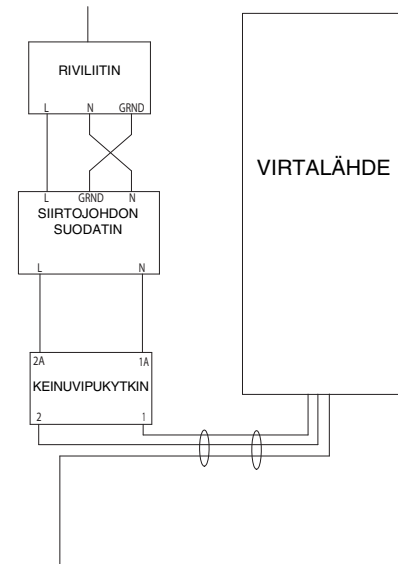 RIVILIITIN
L N GRND
L GRND N
SIIRTOJOHDON
SUODATIN
L N
2A 1A
KEINUVIPUKYTKIN
2 1
VIRTALÄHDE